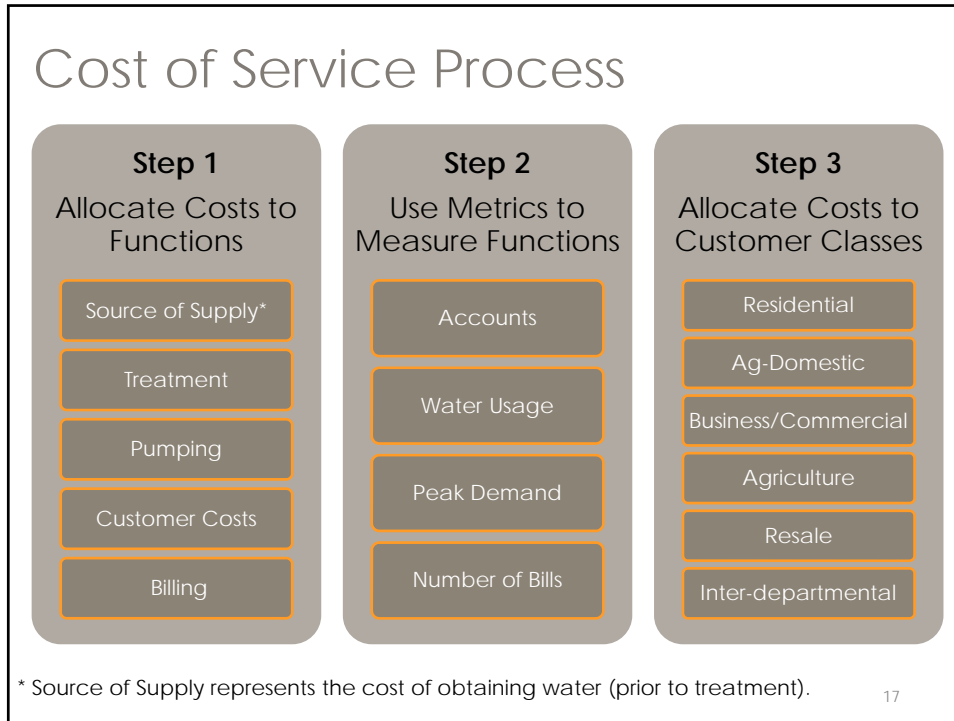 Cost of Service Process
Step 1
Allocate Costs to
Functions
Source of Supply*
Treatment
Pumping
Customer Costs
Billing
Step 2
Use Metrics to
Measure Functions
Accounts
Water Usage
Peak Demand
Number of Bills
Step 3
Allocate Costs to
Customer Classes
Residential
Ag-Domestic
Business/Commercial
Agriculture
Resale
Inter-departmental
* Source of Supply represents the cost of obtaining water (prior to treatment).
17